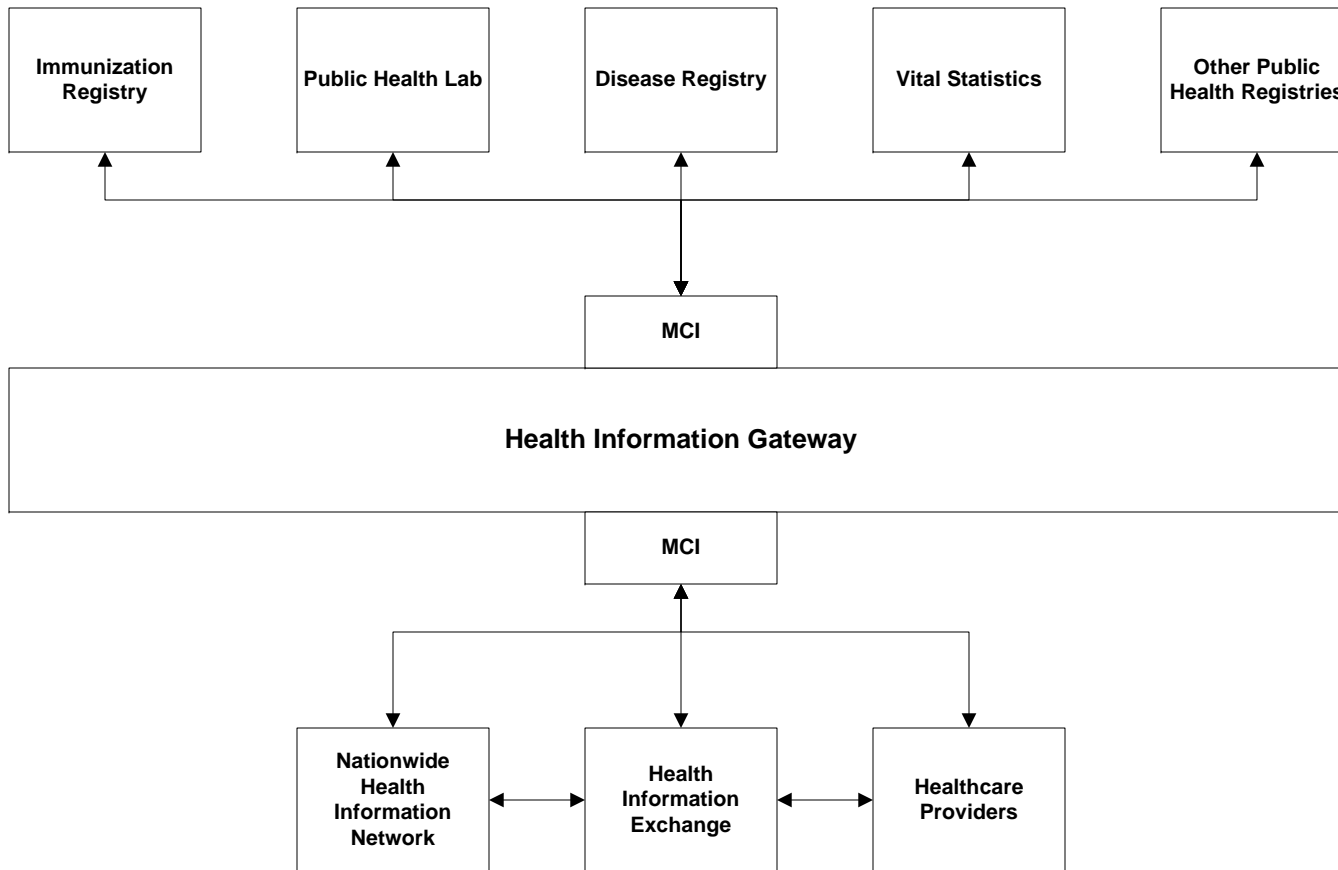 Immunization
Registry
Public Health Lab
Disease Registry
Vital Statistics
Other Public
Health Registries
MCI
Health Information Gateway
MCI
Nationwide
Health
Information
Network
Health
Information
Exchange
Healthcare
Providers